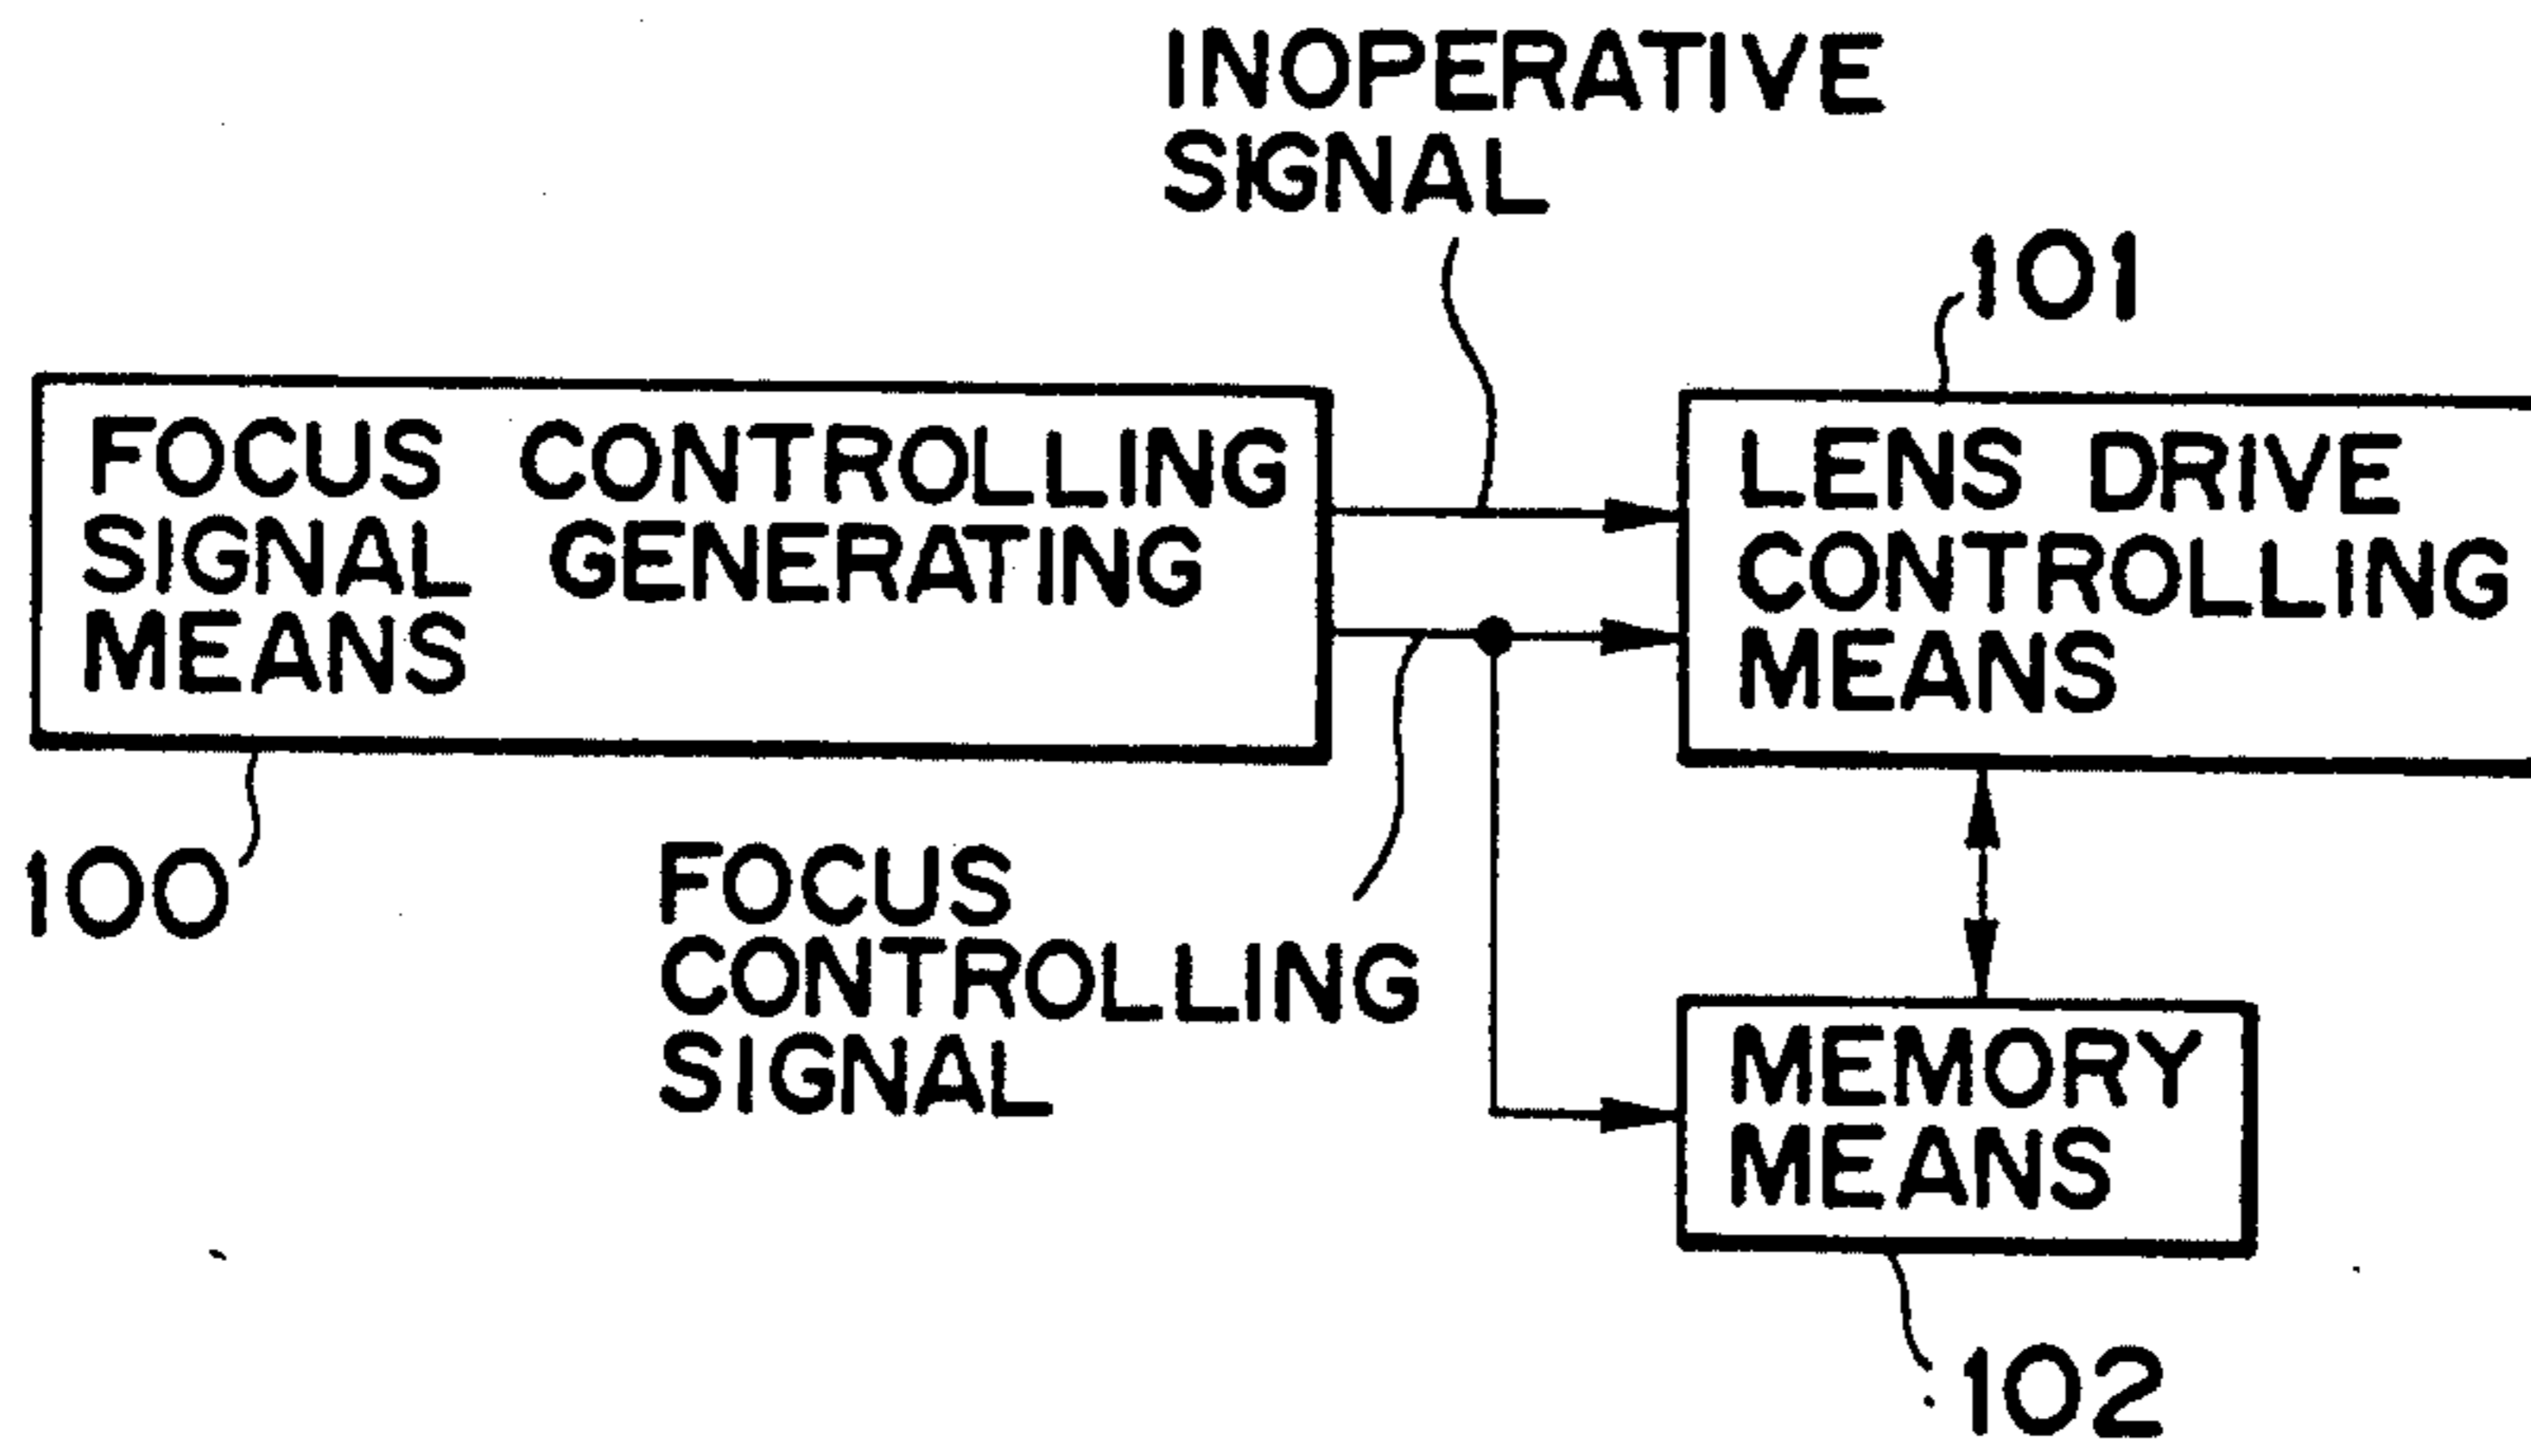 INOPERATIVE
SIGNAL
101
FOCUS CONTROLLING
SIGNAL GENERATING
MEANS
LENS DRIVE
CONTROLLING
MEANS
100
FOCUS
CONTROLLING
SIGNAL
MEMORY
MEANS
102